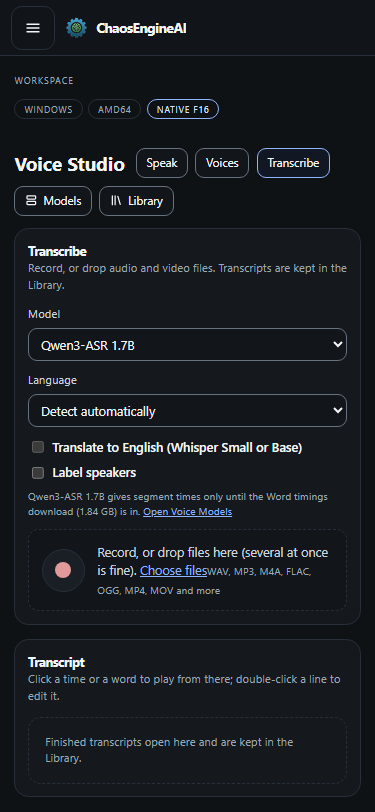 ChaosEngineAI
WORKSPACE
WINDOWS
AMD64
NATIVE F16
Voice Studio
Speak
Voices
Transcribe
Models
Library
Transcribe
Record, or drop audio and video files. Transcripts are kept in the
Library.
Model
Qwen3-ASR 1.7B
Language
Detect automatically
Translate to English (Whisper Small or Base)
Label speakers
Qwen3-ASR 1.7B gives segment times only until the Word timings
download (1.84 GB) is in. Open Voice Models
Record, or drop files here (several at once
is fine). Choose filesWAV, MP3, M4A, FLAC,
OGG, MP4, MOV and more
Transcript
Click a time or a word to play from there; double-click a line to
edit it.
Finished transcripts open here and are kept in the
Library.